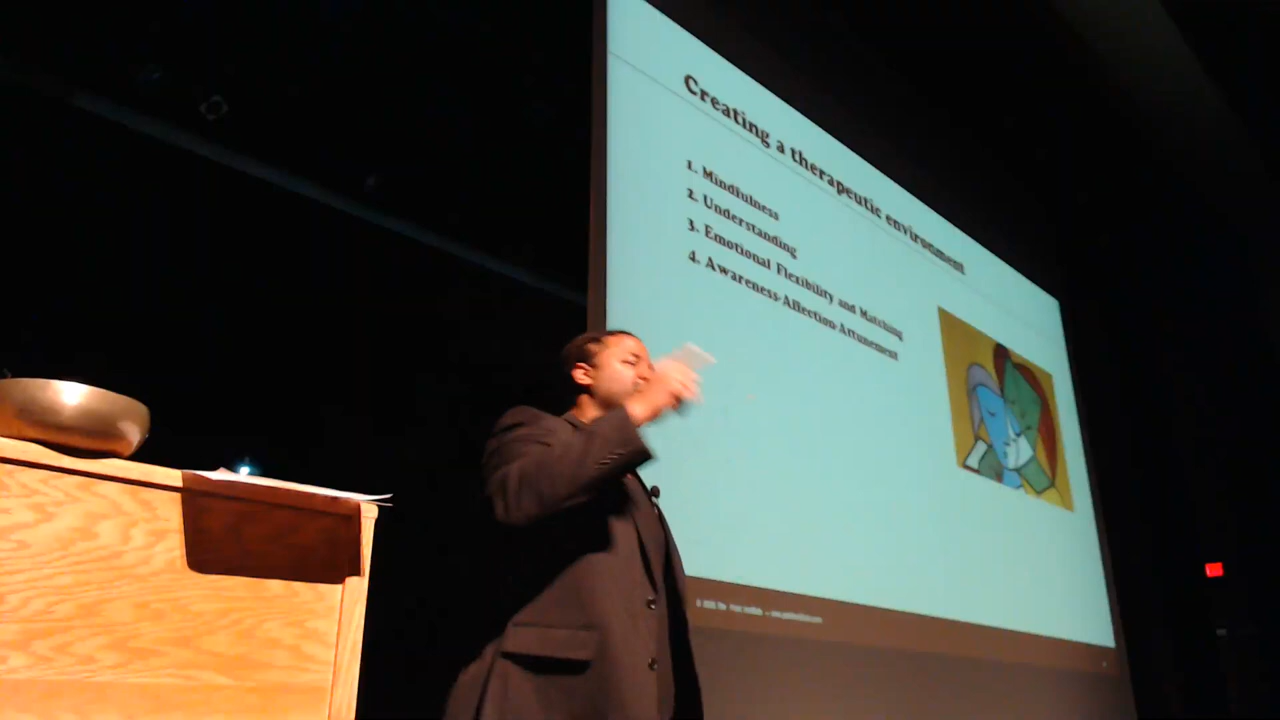 Creating a therapeutic environment
1. Mindfulness
2. Understanding
3. Emotional Flexibility and Matching
4. Awareness-Affection-Attunement